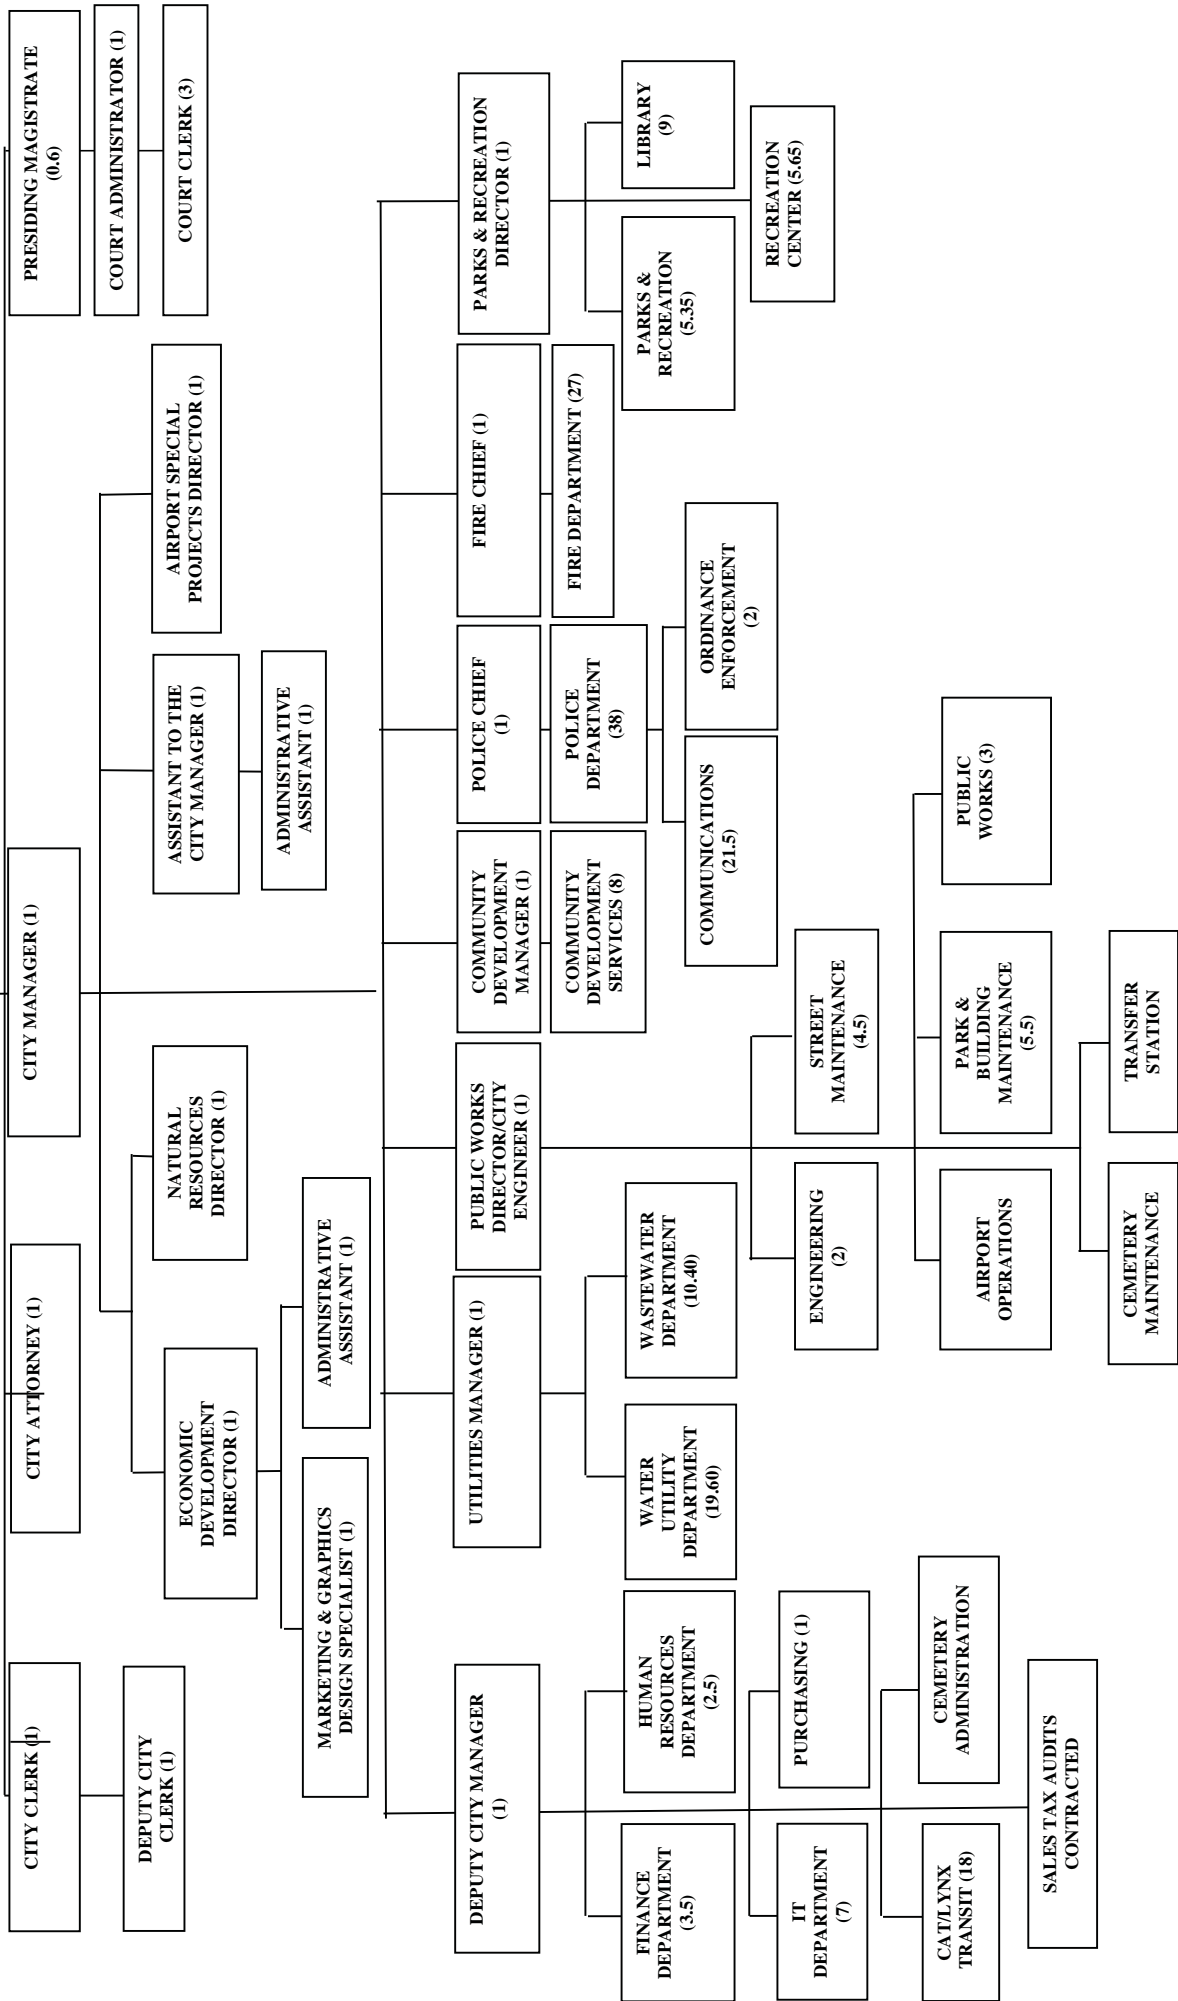 CITY CLERK (1)
CITY ATTORNEY (1)
CITY MANAGER (1)
PRESIDING MAGISTRATE
(0.6)
DEPUTY CITY
CLERK (1)
COURT ADMINISTRATOR (1)
COURT CLERK (3)
ECONOMIC
DEVELOPMENT
DIRECTOR (1)
NATURAL
RESOURCES
DIRECTOR (1)
ASSISTANT TO THE
CITY MANAGER (1)
AIRPORT SPECIAL
PROJECTS DIRECTOR (1)
MARKETING & GRAPHICS
DESIGN SPECIALIST (1)
ADMINISTRATIVE
ASSISTANT (1)
ADMINISTRATIVE
ASSISTANT (1)
DEPUTY CITY MANAGER
(1)
UTILITIES MANAGER (1)
PUBLIC WORKS
DIRECTOR/CITY
ENGINEER (1)
COMMUNITY
DEVELOPMENT
MANAGER (1)
POLICE CHIEF
(1)
FIRE CHIEF (1)
PARKS & RECREATION
DIRECTOR (1)
COMMUNITY
DEVELOPMENT
SERVICES (8)
POLICE
DEPARTMENT
(38)
FIRE DEPARTMENT (27)
FINANCE
DEPARTMENT
(3.5)
HUMAN
RESOURCES
DEPARTMENT
(2.5)
WATER
UTILITY
DEPARTMENT
(19.60)
WASTEWATER
DEPARTMENT
(10.40)
PARKS &
RECREATION
(5.35)
LIBRARY
(9)
COMMUNICATIONS
(21.5)
ORDINANCE
ENFORCEMENT
(2)
RECREATION
CENTER (5.65)
IT
DEPARTMENT
(7)
PURCHASING (1)
ENGINEERING
(2)
STREET
MAINTENANCE
(4.5)
CAT/LYNX
TRANSIT (18)
CEMETERY
ADMINISTRATION
AIRPORT
OPERATIONS
PARK &
BUILDING
MAINTENANCE
(5.5)
PUBLIC
WORKS (3)
SALES TAX AUDITS
CONTRACTED
CEMETERY
MAINTENANCE
TRANSFER
STATION